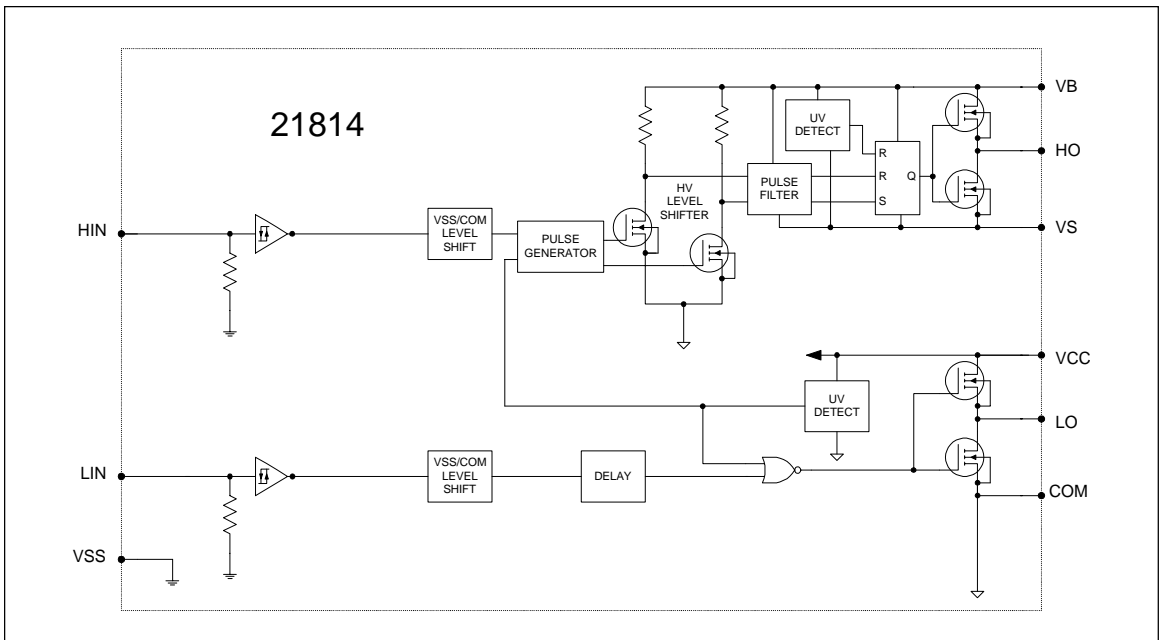 21814
VB
UV
DETECT
HO
R
R
Q
S
PULSE
FILTER
HV
LEVEL
SHIFTER
VS
HIN
VSS/COM
LEVEL
SHIFT
PULSE
GENERATOR
VCC
UV
DETECT
LO
LIN
VSS/COM
LEVEL
SHIFT
DELAY
COM
VSS